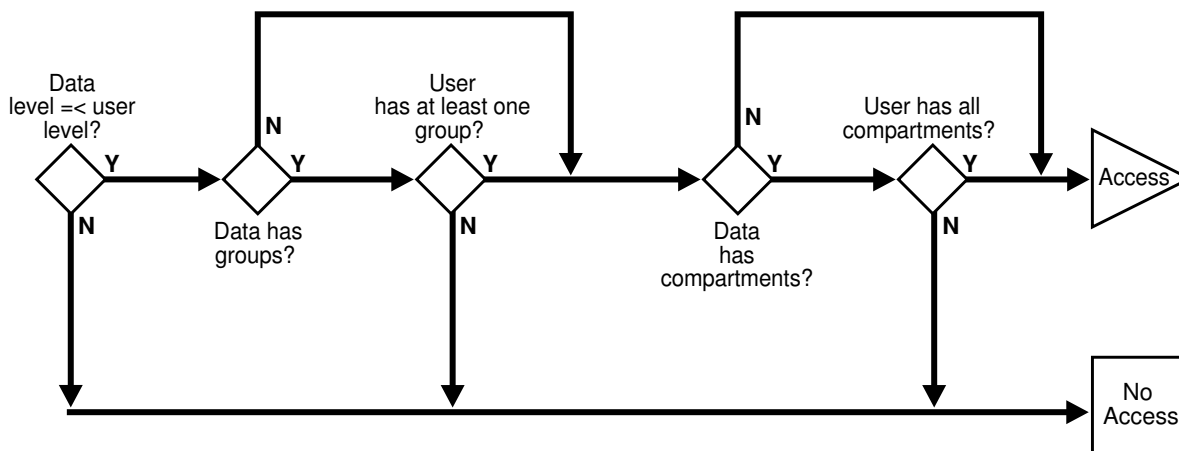 Data
level =< user
level?
Y
N
Data has
groups?
N
Y
User
has at least one
group?
Y
N
Data
has
compartments?
N
Y
User has all
compartments?
Y
N
Access
No
Access